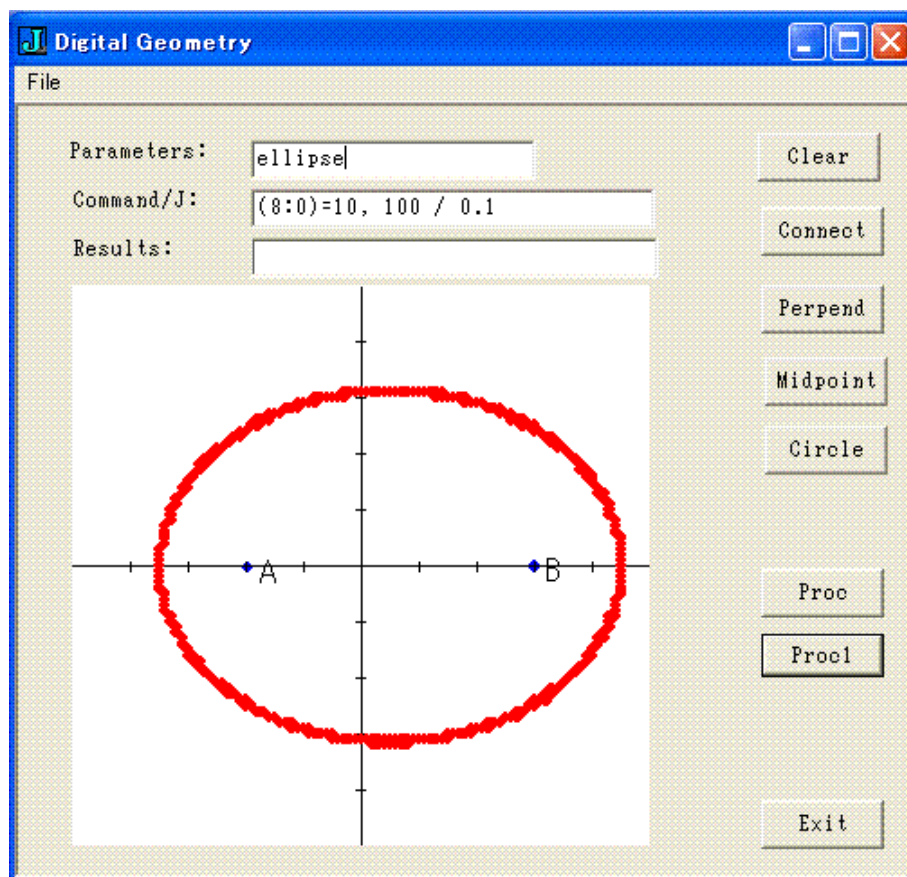 J Digital Geometry
File
Parameters: ellipse
Clear
Command/J: (8:0)=10, 100 / 0.1
Connect
Results:
Perpend
Midpoint
Circle
A
B
Proc
Proc1
Exit